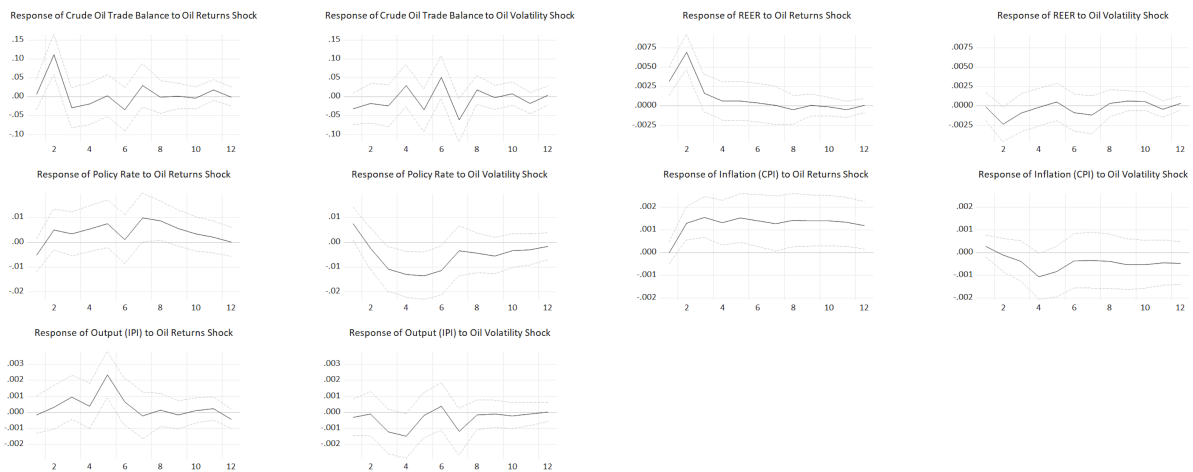 Response of Crude Oil Trade Balance to Oil Returns Shock
.15
.10
.05
.00
-.05
-.10
2 4 6 8 10 12
Response of Crude Oil Trade Balance to Oil Volatility Shock
.15
.10
.05
.00
-.05
-.10
2 4 6 8 10 12
Response of REER to Oil Returns Shock
.0075
.0050
.0025
.0000
-.0025
2 4 6 8 10 12
Response of REER to Oil Volatility Shock
.0075
.0050
.0025
.0000
-.0025
2 4 6 8 10 12
Response of Policy Rate to Oil Returns Shock
.01
.00
-.01
-.02
2 4 6 8 10 12
Response of Policy Rate to Oil Volatility Shock
.01
.00
-.01
-.02
2 4 6 8 10 12
Response of Inflation (CPI) to Oil Returns Shock
.002
.001
.000
-.001
-.002
2 4 6 8 10 12
Response of Inflation (CPI) to Oil Volatility Shock
.002
.001
.000
-.001
-.002
2 4 6 8 10 12
Response of Output (IPI) to Oil Returns Shock
.003
.002
.001
.000
-.001
-.002
2 4 6 8 10 12
Response of Output (IPI) to Oil Volatility Shock
.003
.002
.001
.000
-.001
-.002
2 4 6 8 10 12